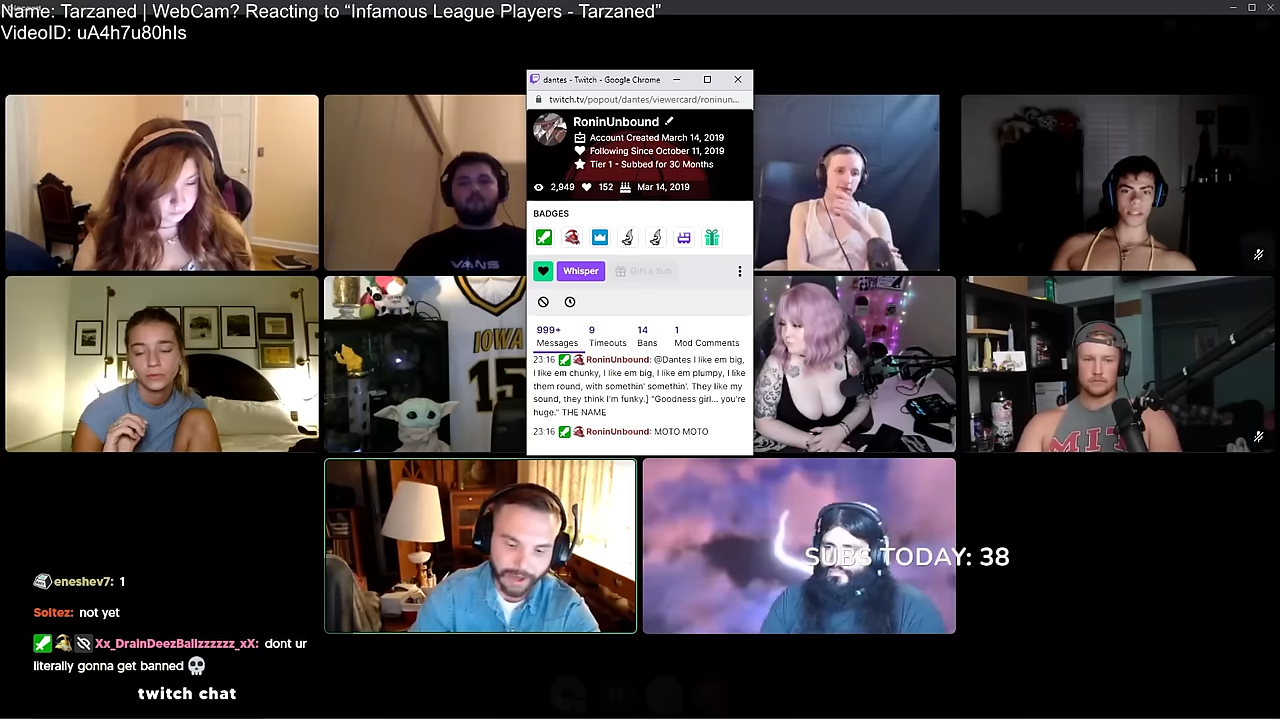 Name: Tarzaned | WebCam? Reacting to “Infamous League Players - Tarzaned”
VideoID: uA4h7u80hIs
dantes - Twitch - Google Chrome
twitch.tv/popout/dantes/viewercard/roninun...
RoninUnbound
Account Created March 14, 2019
Following Since October 11, 2019
Tier 1 - Subbed for 30 Months
2,949 152 Mar 14, 2019
BADGES
Whisper Gift a Sub
999+ 9 14 1
Messages Timeouts Bans Mod Comments
23:16 RoninUnbound: @Dantes I like em big,
I like em chunky, I like em big, I like em plumpy, I like
them round, with somethin' somethin'. They like my
sound, they think I'm funky.] "Goodness girl... you're
huge." THE NAME
23:16 RoninUnbound: MOTO MOTO
VANS
IOWA
15
MIT
SUBS TODAY: 38
eneshev7: 1
Soltez: not yet
Xx_DrainDeezBallzzzzzz_xX: dont ur
literally gonna get banned
twitch chat